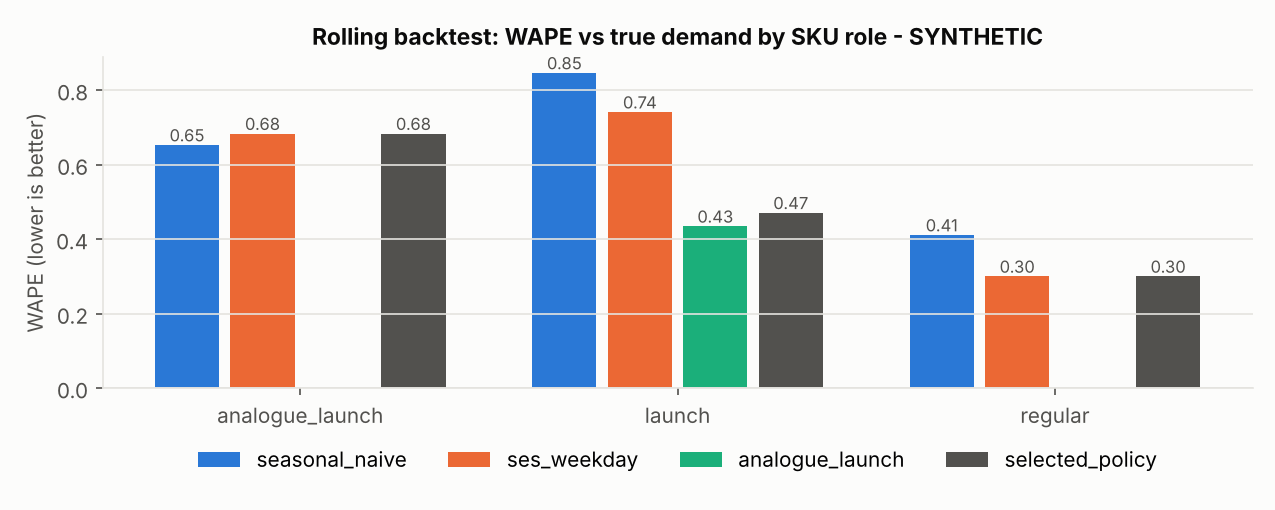 Rolling backtest: WAPE vs true demand by SKU role - SYNTHETIC
WAPE (lower is better)
0.8
0.6
0.4
0.2
0.0
0.65
0.68
0.68
0.85
0.74
0.43
0.47
0.41
0.30
0.30
analogue_launch
launch
regular
seasonal_naive
ses_weekday
analogue_launch
selected_policy